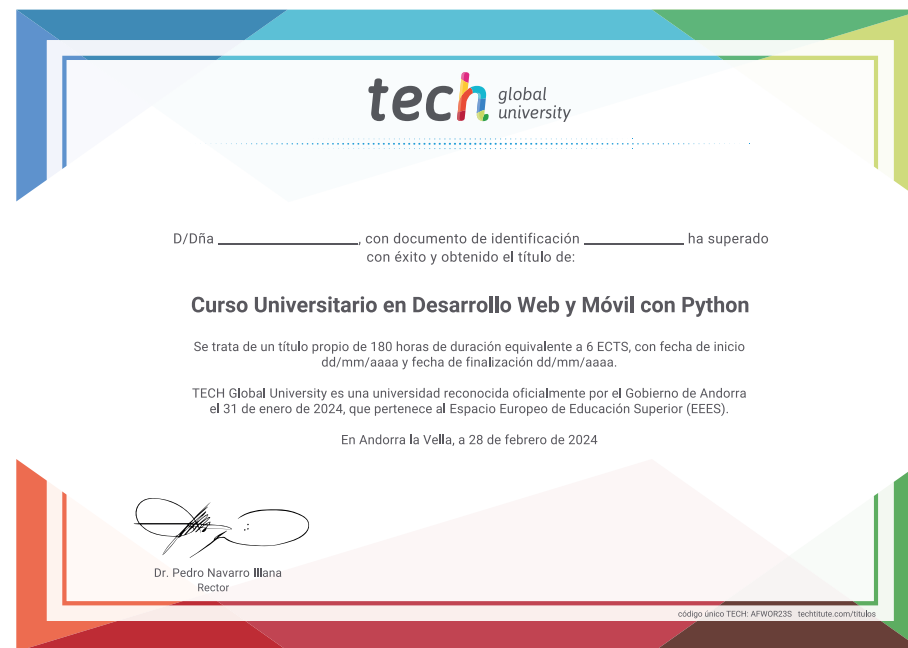 tech global university
D/Dña ____________________, con documento de identificación ______________ ha superado
con éxito y obtenido el título de:
Curso Universitario en Desarrollo Web y Móvil con Python
Se trata de un título propio de 180 horas de duración equivalente a 6 ECTS, con fecha de inicio
dd/mm/aaaa y fecha de finalización dd/mm/aaaa.
TECH Global University es una universidad reconocida oficialmente por el Gobierno de Andorra
el 31 de enero de 2024, que pertenece al Espacio Europeo de Educación Superior (EEES).
En Andorra la Vella, a 28 de febrero de 2024
Dr. Pedro Navarro Illana
Rector
código único TECH: AFWOR23S techtitute.com/titulos